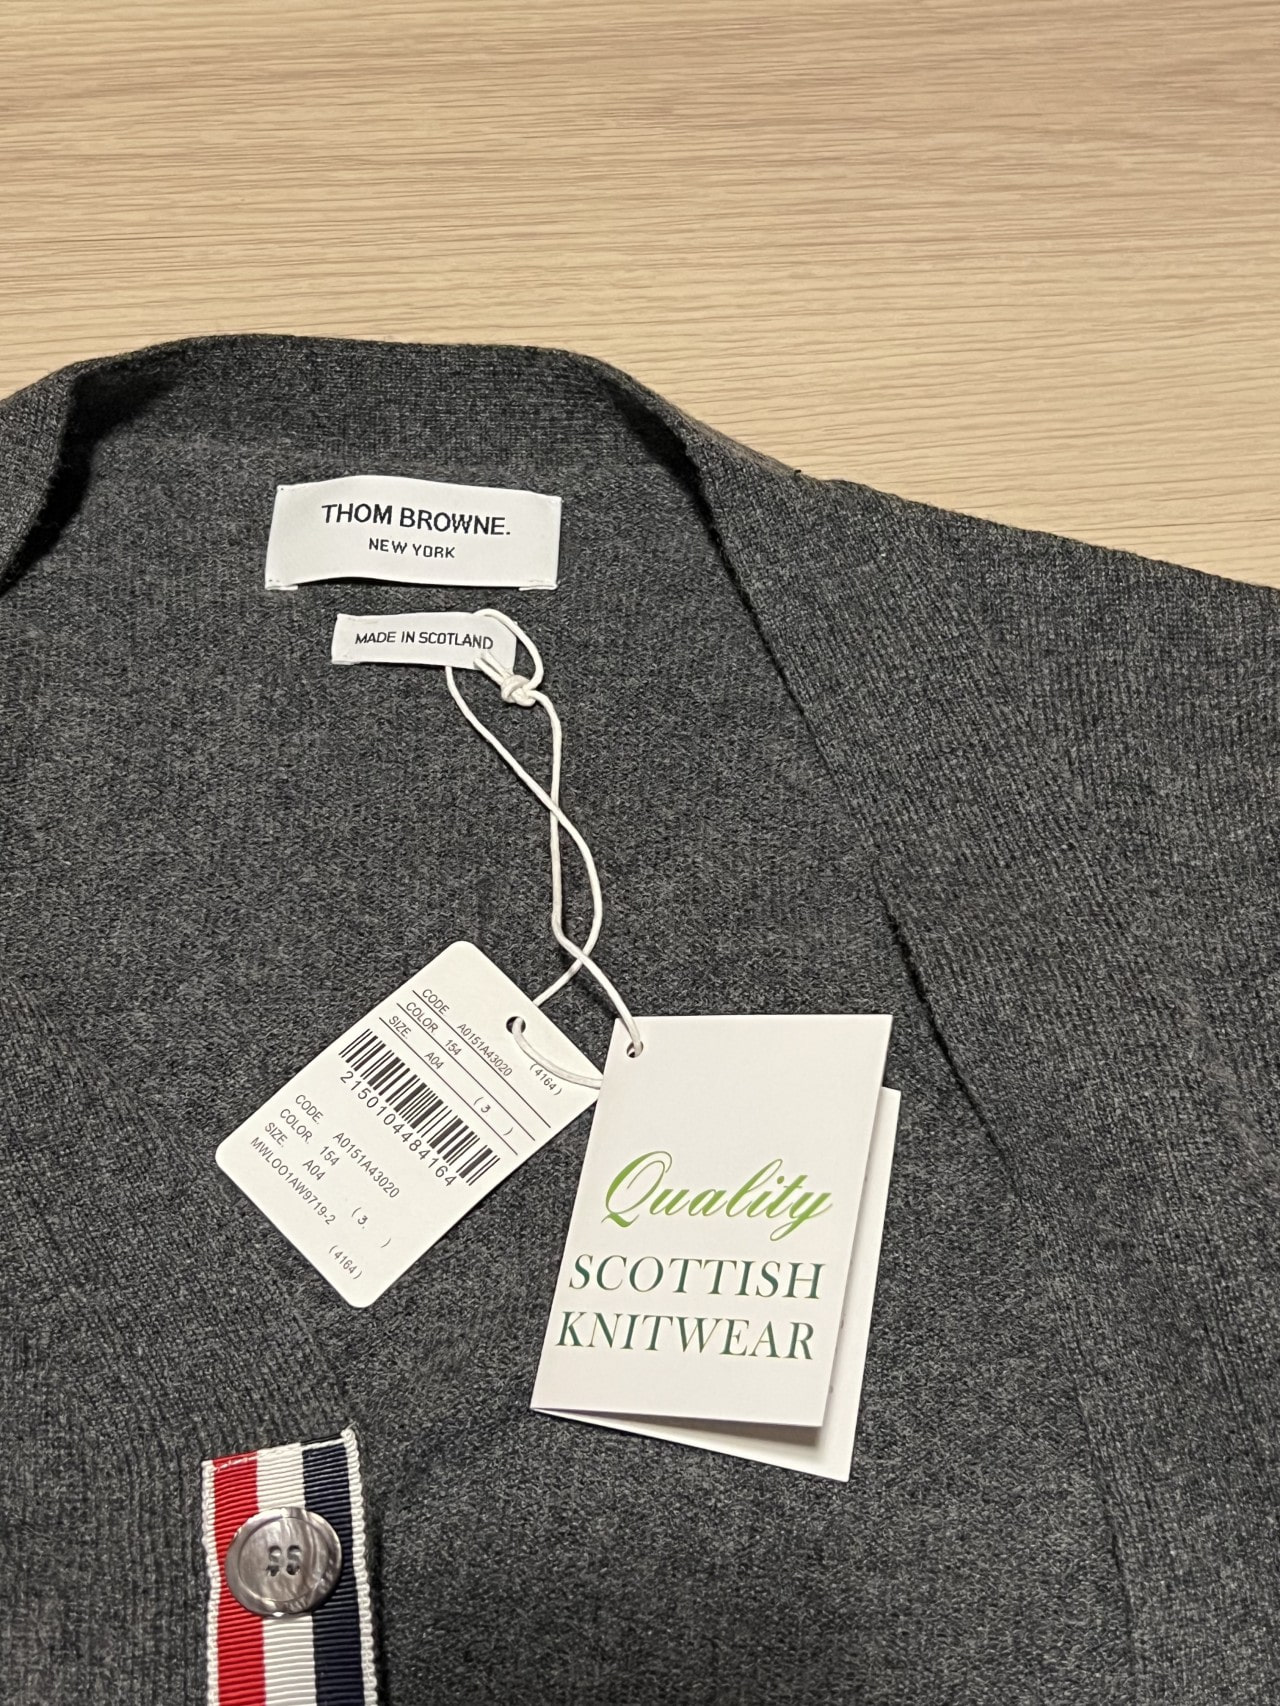 THOM BROWNE.
NEW YORK
MADE IN SCOTLAND
CODE A0151A43020 (4164)
COLOR 154
SIZE A04 (3 )
2150104484164
CODE A0151A43020
COLOR 154
SIZE A04 (3. )
MWLOO1AW9719-2 (4164)
Quality
SCOTTISH
KNITWEAR